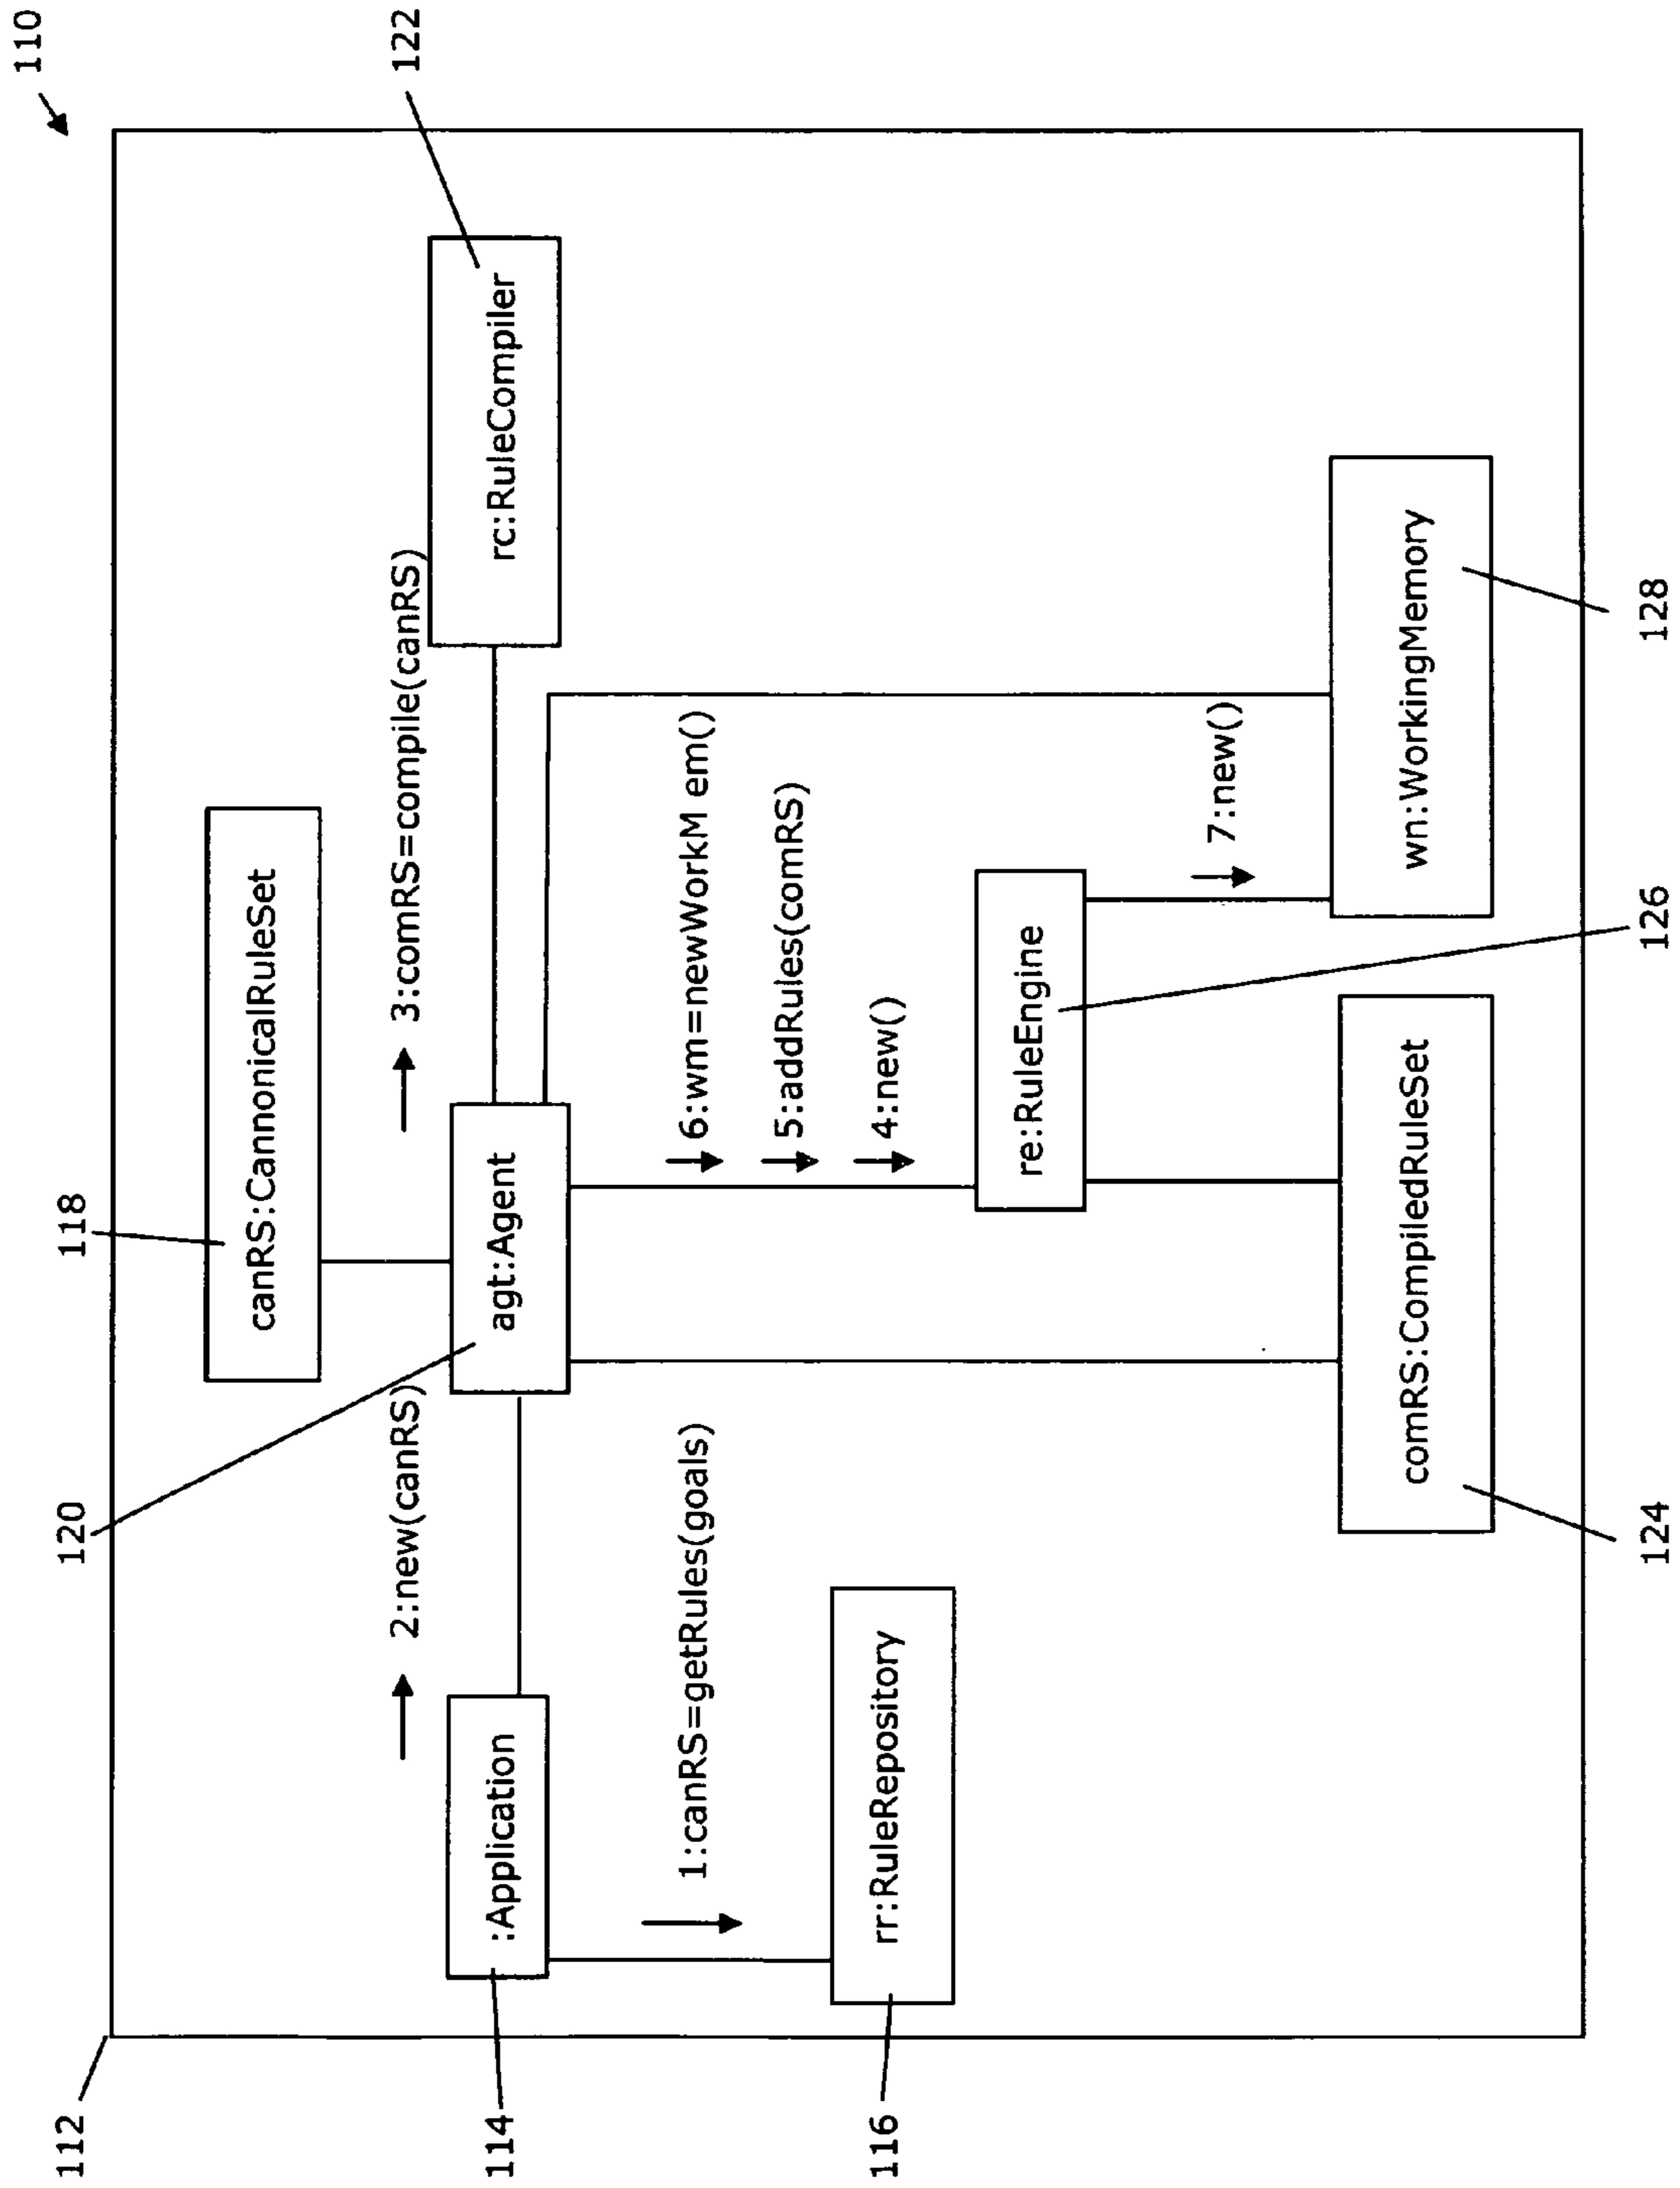 110
112
118
canRS:CannonicalRuleSet
120
122
2:new(canRS)
3:comRS=compile(canRS)
114
:Application
agt:Agent
rc:RuleCompiler
1:canRS=getRules(goals)
6:wm=newWorkM em()
5:addRules(comRS)
4:new()
116
rr:RuleRepository
re:RuleEngine
7:new()
comRS:CompiledRuleSet
wn:WorkingMemory
124
126
128